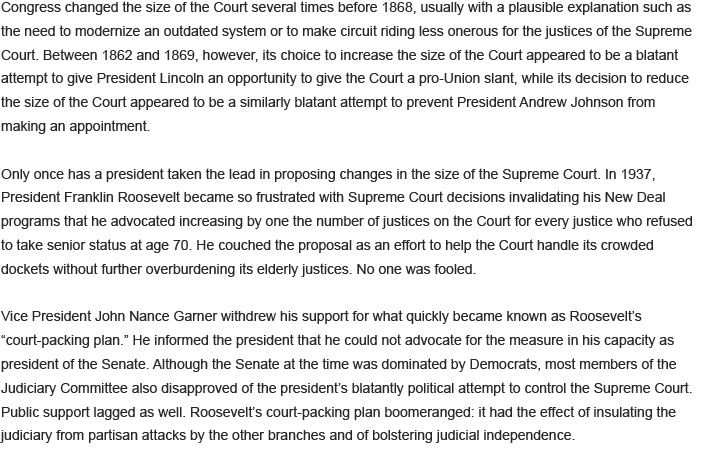 Congress changed the size of the Court several times before 1868, usually with a plausible explanation such as
the need to modernize an outdated system or to make circuit riding less onerous for the justices of the Supreme
Court. Between 1862 and 1869, however, its choice to increase the size of the Court appeared to be a blatant
attempt to give President Lincoln an opportunity to give the Court a pro-Union slant, while its decision to reduce
the size of the Court appeared to be a similarly blatant attempt to prevent President Andrew Johnson from
making an appointment.
Only once has a president taken the lead in proposing changes in the size of the Supreme Court. In 1937,
President Franklin Roosevelt became so frustrated with Supreme Court decisions invalidating his New Deal
programs that he advocated increasing by one the number of justices on the Court for every justice who refused
to take senior status at age 70. He couched the proposal as an effort to help the Court handle its crowded
dockets without further overburdening its elderly justices. No one was fooled.
Vice President John Nance Garner withdrew his support for what quickly became known as Roosevelt’s
“court-packing plan.” He informed the president that he could not advocate for the measure in his capacity as
president of the Senate. Although the Senate at the time was dominated by Democrats, most members of the
Judiciary Committee also disapproved of the president’s blatantly political attempt to control the Supreme Court.
Public support lagged as well. Roosevelt’s court-packing plan boomeranged: it had the effect of insulating the
judiciary from partisan attacks by the other branches and of bolstering judicial independence.